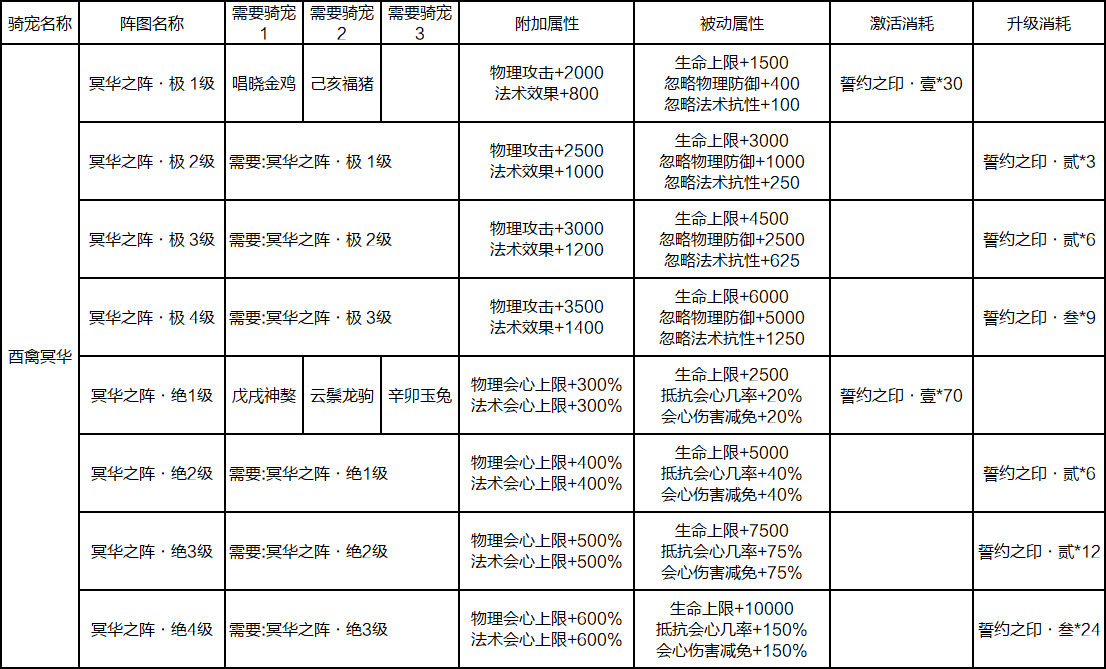 骑宠名称
阵图名称
需要骑宠
1
需要骑宠
2
需要骑宠
3
附加属性
被动属性
激活消耗
升级消耗
酉禽冥华
冥华之阵·极 1级
唱晓金鸡
己亥福猪
物理攻击+2000
法术效果+800
生命上限+1500
忽略物理防御+400
忽略法术抗性+100
誓约之印·壹*30
冥华之阵·极 2级
需要:冥华之阵·极 1级
物理攻击+2500
法术效果+1000
生命上限+3000
忽略物理防御+1000
忽略法术抗性+250
誓约之印·贰*3
冥华之阵·极 3级
需要:冥华之阵·极 2级
物理攻击+3000
法术效果+1200
生命上限+4500
忽略物理防御+2500
忽略法术抗性+625
誓约之印·贰*6
冥华之阵·极 4级
需要:冥华之阵·极 3级
物理攻击+3500
法术效果+1400
生命上限+6000
忽略物理防御+5000
忽略法术抗性+1250
誓约之印·叁*9
冥华之阵·绝1级
戊戌神獒
云鬃龙驹
辛卯玉兔
物理会心上限+300%
法术会心上限+300%
生命上限+2500
抵抗会心几率+20%
会心伤害减免+20%
誓约之印·壹*70
冥华之阵·绝2级
需要:冥华之阵·绝1级
物理会心上限+400%
法术会心上限+400%
生命上限+5000
抵抗会心几率+40%
会心伤害减免+40%
誓约之印·贰*6
冥华之阵·绝3级
需要:冥华之阵·绝2级
物理会心上限+500%
法术会心上限+500%
生命上限+7500
抵抗会心几率+75%
会心伤害减免+75%
誓约之印·贰*12
冥华之阵·绝4级
需要:冥华之阵·绝3级
物理会心上限+600%
法术会心上限+600%
生命上限+10000
抵抗会心几率+150%
会心伤害减免+150%
誓约之印·叁*24